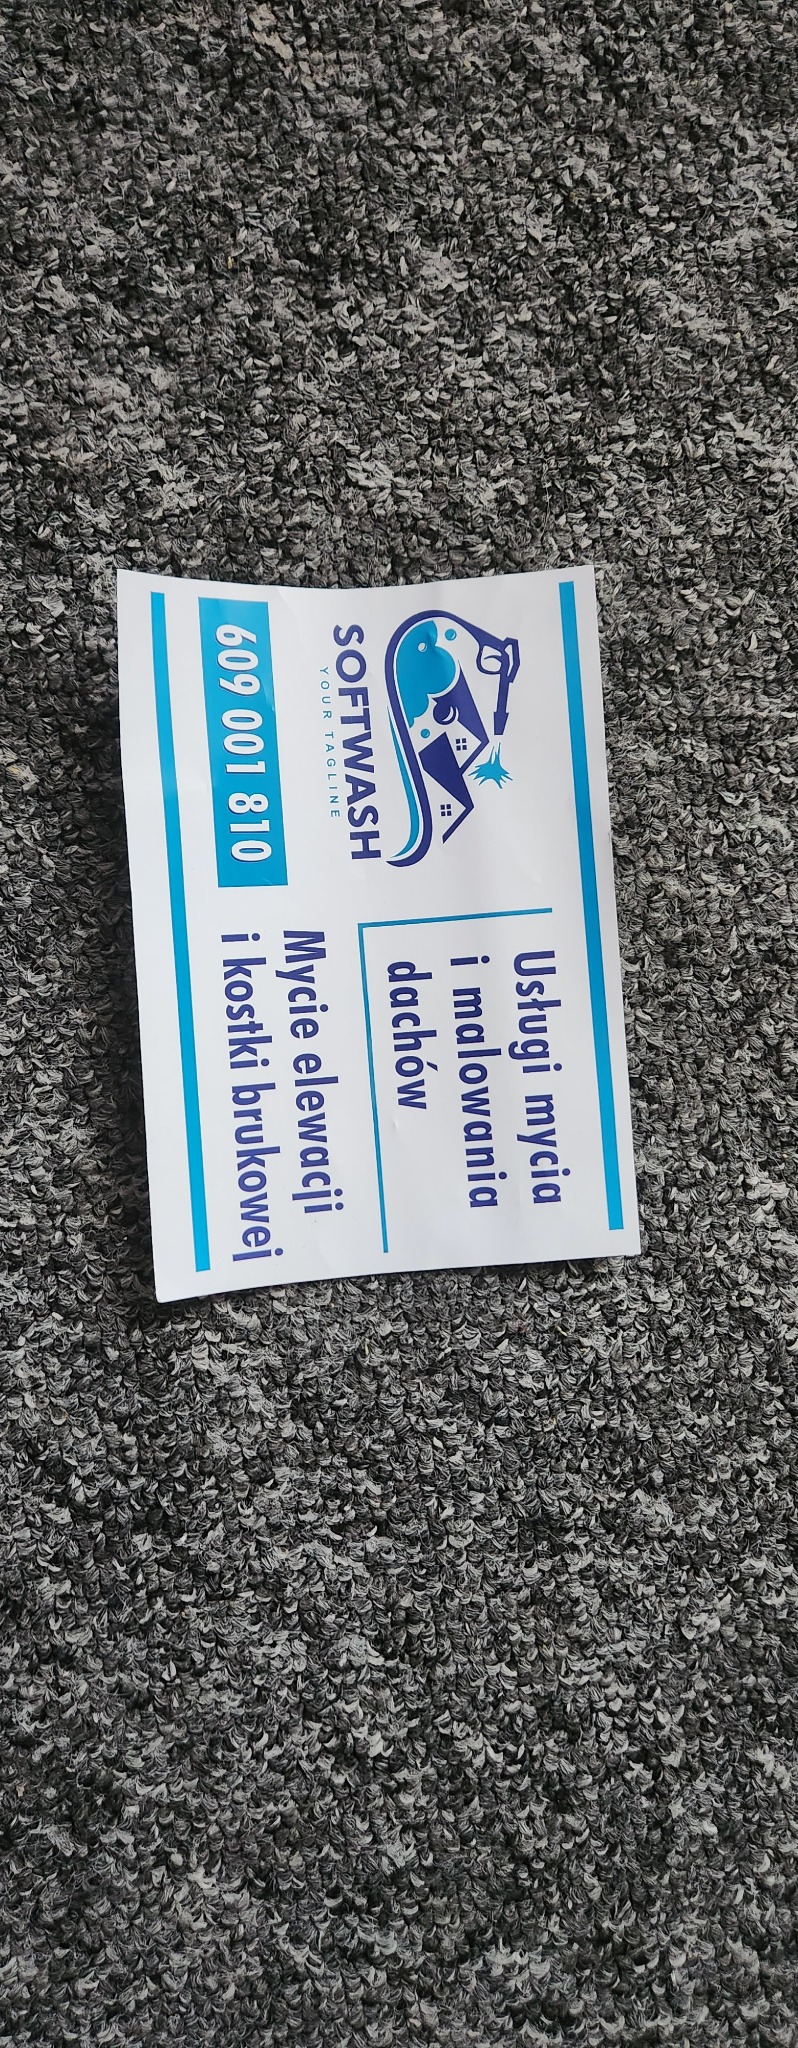 SOFTWASH
YOUR TAGLINE
609 001 810
Usługi mycia
i malowania
dachów
Mycie elewacji
i kostki brukowej